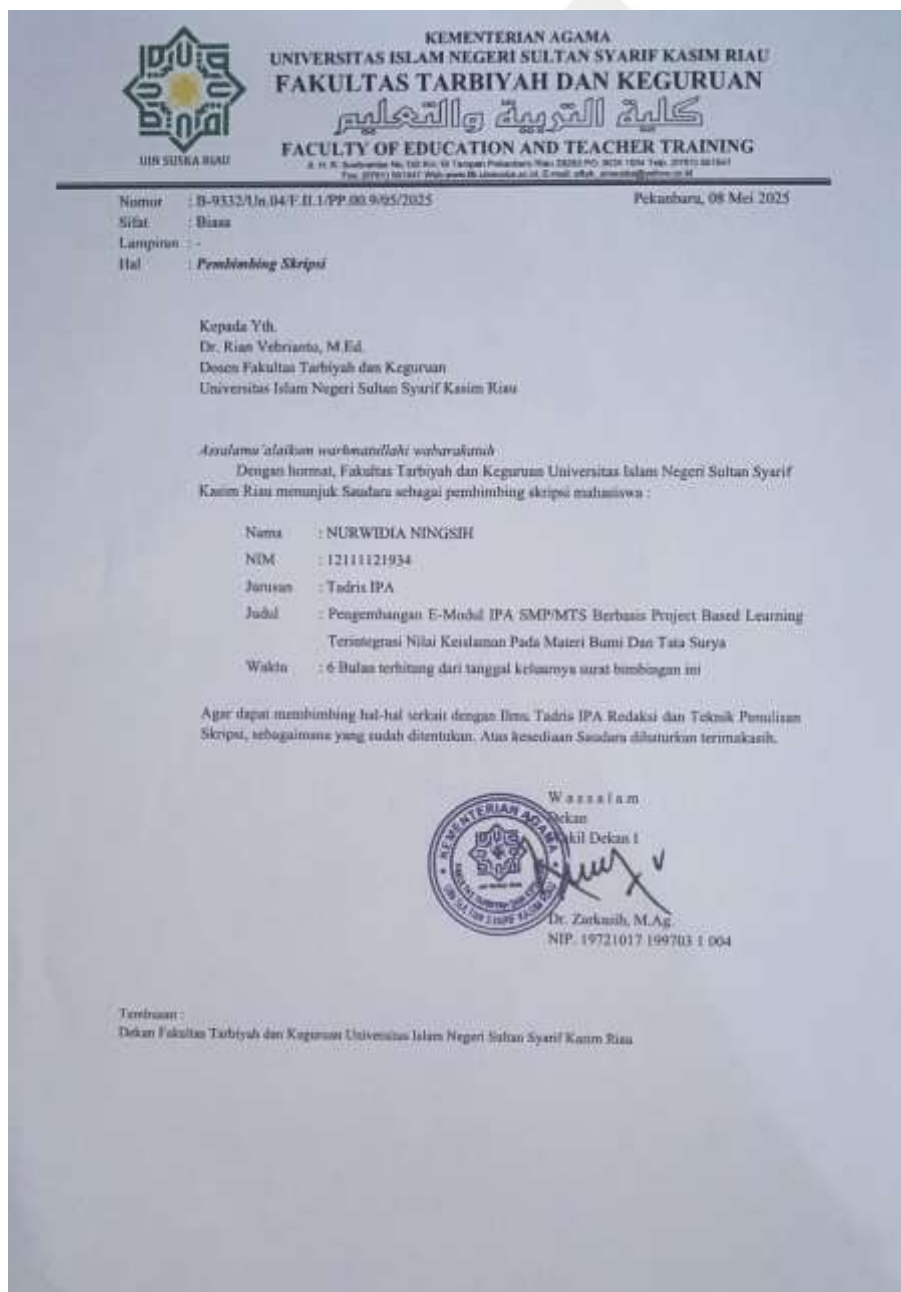 KEMENTERIAN AGAMA
UNIVERSITAS ISLAM NEGERI SULTAN SYARIF KASIM RIAU
FAKULTAS TARBIYAH DAN KEGURUAN
كلية التربية والتعليم
FACULTY OF EDUCATION AND TEACHER TRAINING
UIN SUSKA RIAU
Nomor : B-9332/Un.04/F.II.1/PP.00.9/05/2025 Pekanbaru, 08 Mei 2025
Sifat : Biasa
Lampiran : -
Hal : Pembimbing Skripsi
Kepada Yth.
Dr. Rian Vebrianto, M.Ed.
Dosen Fakultas Tarbiyah dan Keguruan
Universitas Islam Negeri Sultan Syarif Kasim Riau
Assalamu'alaikum warhmatullahi wabarakatuh
Dengan hormat, Fakultas Tarbiyah dan Keguruan Universitas Islam Negeri Sultan Syarif
Kasim Riau menunjuk Saudara sebagai pembimbing skripsi mahasiswa :
Nama : NURWIDIA NINGSIH
NIM : 12111121934
Jurusan : Tadris IPA
Judul : Pengembangan E-Modul IPA SMP/MTS Berbasis Project Based Learning
Terintegrasi Nilai Keislaman Pada Materi Bumi Dan Tata Surya
Waktu : 6 Bulan terhitung dari tanggal keluarnya surat bimbingan ini
Agar dapat membimbing hal-hal terkait dengan Ilmu Tadris IPA Redaksi dan Teknik Penulisan
Skripsi, sebagaimana yang sudah ditentukan. Atas kesediaan Saudara dihaturkan terimakasih.
Wassalam
Dekan
Wakil Dekan I
KEMENTERIAN AGAMA
Dr. Zarkasih, M.Ag
NIP. 19721017 199703 1 004
Tembusan :
Dekan Fakultas Tarbiyah dan Keguruan Universitas Islam Negeri Sultan Syarif Kasim Riau